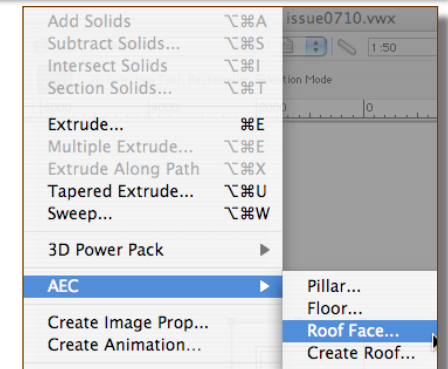 Add Solids ⌥⌘A
issue0710.vwx
Subtract Solids... ⌥⌘S
1:50
Intersect Solids ⌥⌘I
Section Solids... ⌥⌘T
Mode
Extrude... ⌘E
0
Multiple Extrude... ⌥⌘E
Extrude Along Path ⌥⌘X
Tapered Extrude... ⌥⌘U
Sweep... ⌥⌘W
3D Power Pack
AEC
Pillar...
Floor...
Roof Face...
Create Roof...
Create Image Prop...
Create Animation...